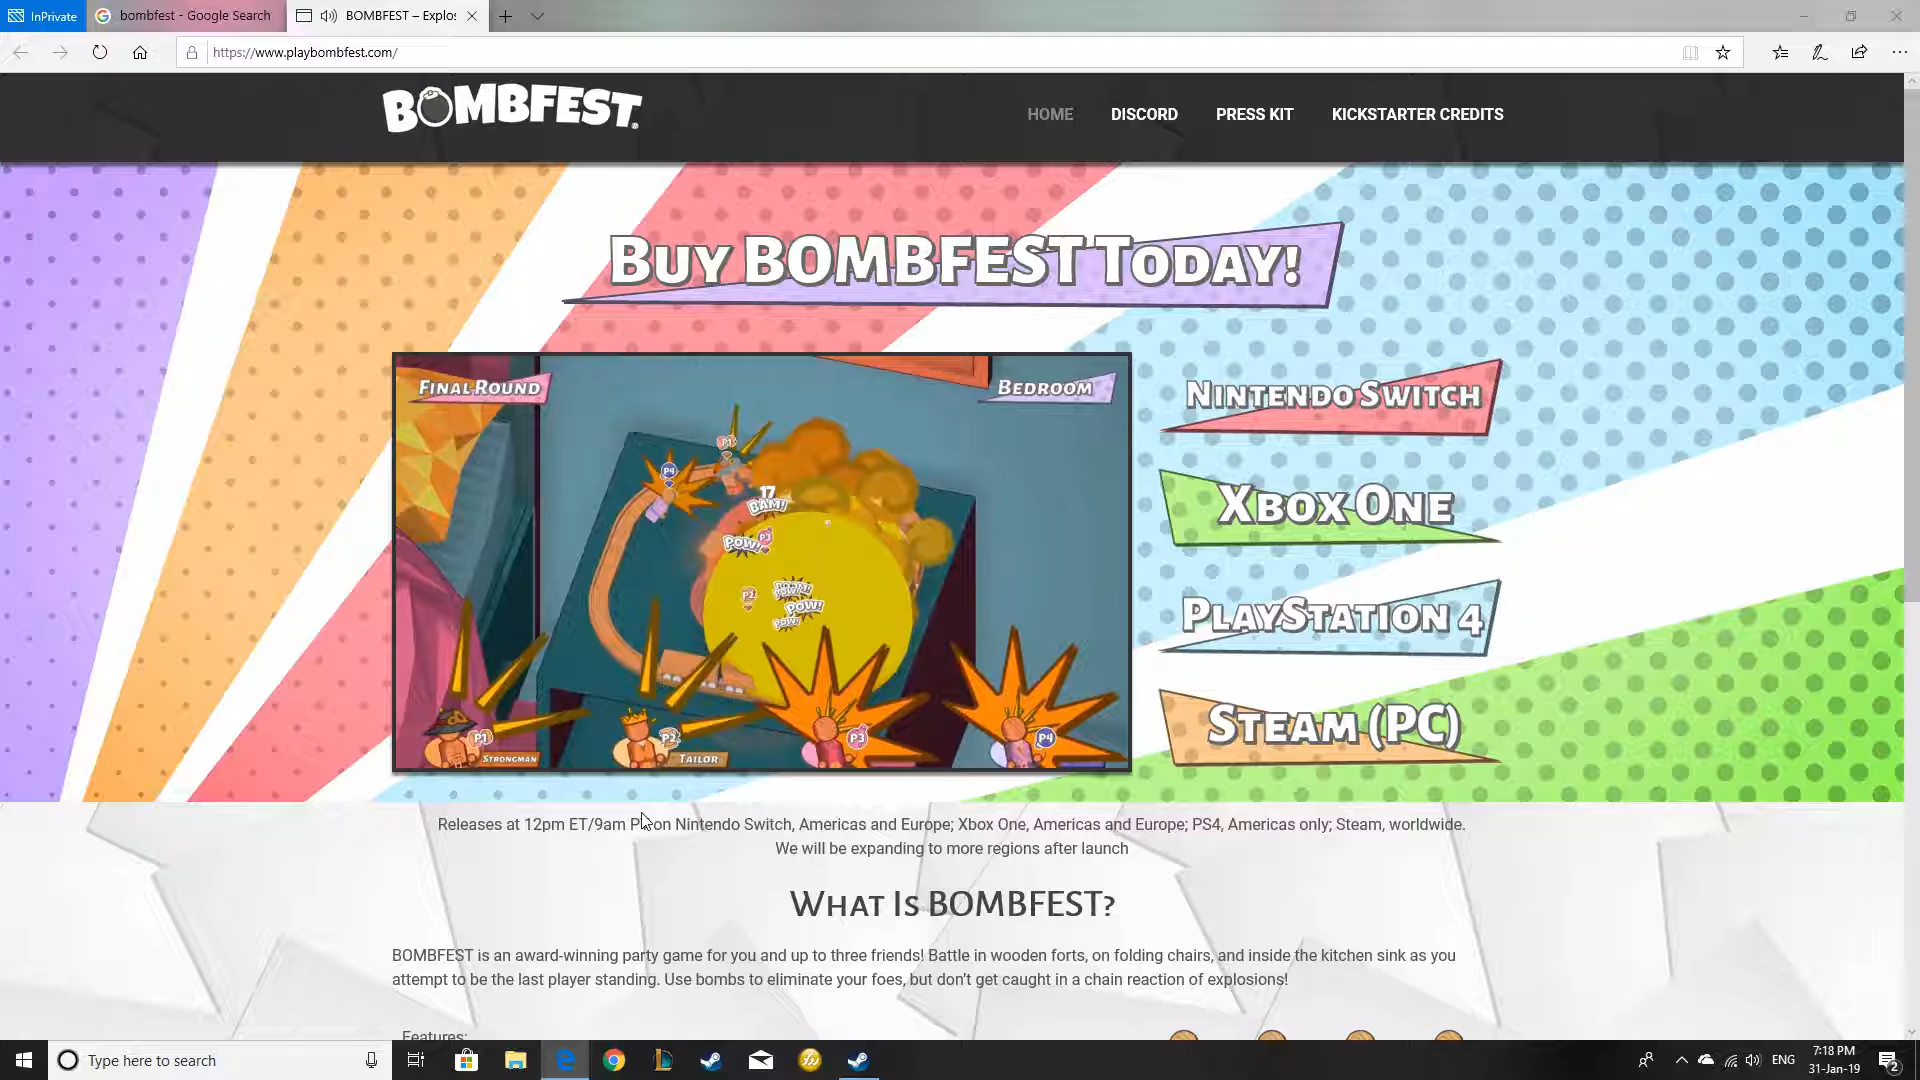 InPrivate
bombfest - Google Search
BOMBFEST – Explos
https://www.playbombfest.com/
BOMBFEST
HOME
DISCORD
PRESS KIT
KICKSTARTER CREDITS
BUY BOMBFEST TODAY!
FINAL ROUND
BEDROOM
P1
P4
17
BAM!
POW!
P3
P2
POW!
POW!
P1
STRONGMAN
P2
TAILOR
P3
P4
NINTENDO SWITCH
XBOX ONE
PLAYSTATION 4
STEAM (PC)
Releases at 12pm ET/9am P on Nintendo Switch, Americas and Europe; Xbox One, Americas and Europe; PS4, Americas only; Steam, worldwide.
We will be expanding to more regions after launch
WHAT IS BOMBFEST?
BOMBFEST is an award-winning party game for you and up to three friends! Battle in wooden forts, on folding chairs, and inside the kitchen sink as you
attempt to be the last player standing. Use bombs to eliminate your foes, but don't get caught in a chain reaction of explosions!
Features:
Type here to search
ENG
7:18 PM
31-Jan-19
2